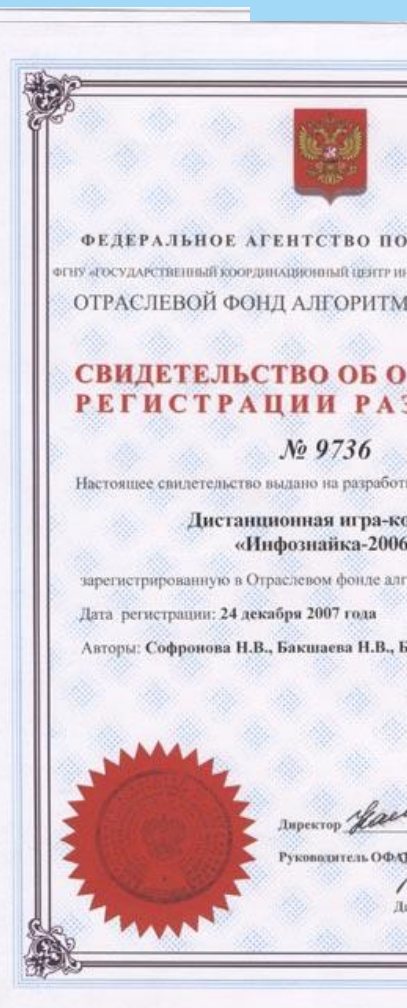 ФЕДЕРАЛЬНОЕ АГЕНТСТВО ПО
ФГНУ «ГОСУДАРСТВЕННЫЙ КООРДИНАЦИОННЫЙ ЦЕНТР ИН
ОТРАСЛЕВОЙ ФОНД АЛГОРИТМ
СВИДЕТЕЛЬСТВО ОБ О
РЕГИСТРАЦИИ РАЗ
№ 9736
Настоящее свидетельство выдано на разработ
Дистанционная игра-ко
«Инфознайка-2006
зарегистрированную в Отраслевом фонде алг
Дата регистрации: 24 декабря 2007 года
Авторы: Софронова Н.В., Бакшаева Н.В., Б
Директор
Руководитель ОФА
Да